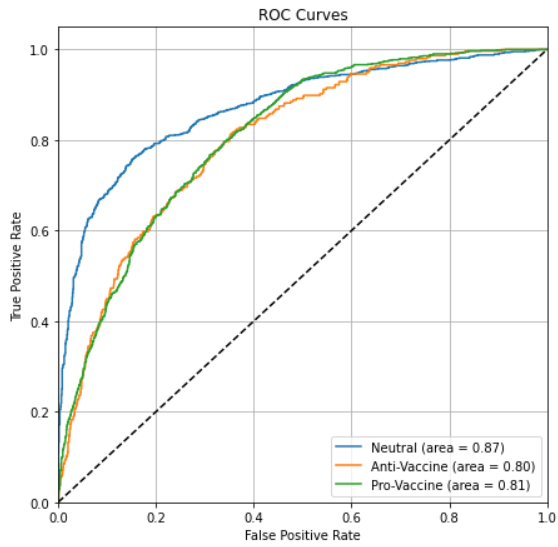 ROC Curves
1.0
0.8
0.6
0.4
0.2
0.0
True Positive Rate
Neutral (area = 0.87)
Anti-Vaccine (area = 0.80)
Pro-Vaccine (area = 0.81)
0.0 0.2 0.4 0.6 0.8 1.0
False Positive Rate